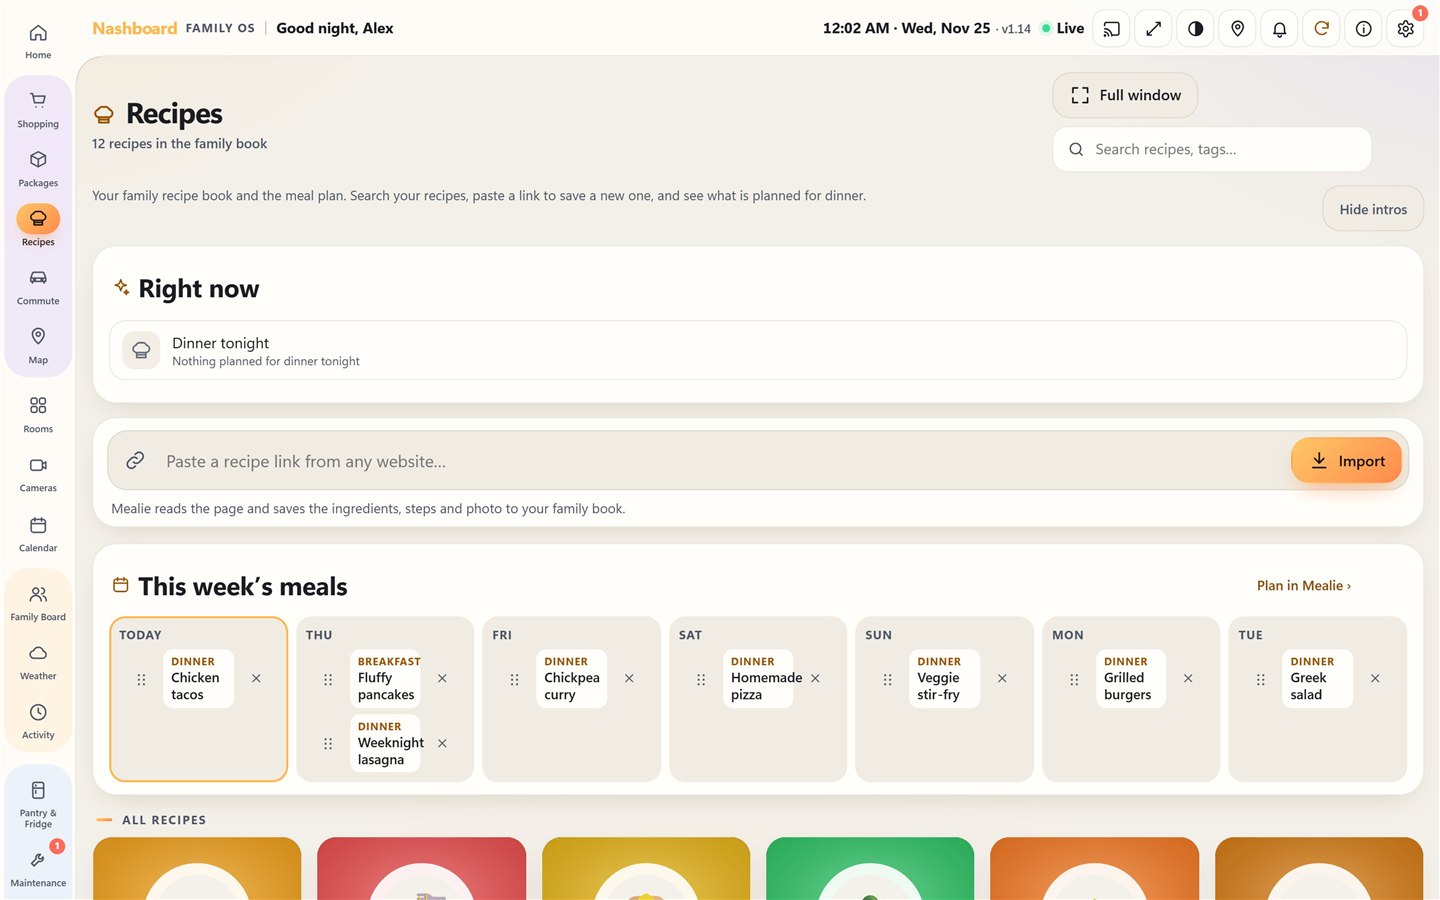 Nashboard FAMILY OS Good night, Alex
12:02 AM · Wed, Nov 25 · v1.14 Live
1
Home
Shopping
Packages
Recipes
Commute
Map
Rooms
Cameras
Calendar
Family Board
Weather
Activity
Pantry &
Fridge
1
Maintenance
Recipes
12 recipes in the family book
Full window
Search recipes, tags...
Your family recipe book and the meal plan. Search your recipes, paste a link to save a new one, and see what is planned for dinner.
Hide intros
Right now
Dinner tonight
Nothing planned for dinner tonight
Paste a recipe link from any website...
Import
Mealie reads the page and saves the ingredients, steps and photo to your family book.
This week’s meals
Plan in Mealie ›
TODAY
DINNER
Chicken
tacos
THU
BREAKFAST
Fluffy
pancakes
DINNER
Weeknight
lasagna
FRI
DINNER
Chickpea
curry
SAT
DINNER
Homemade
pizza
SUN
DINNER
Veggie
stir-fry
MON
DINNER
Grilled
burgers
TUE
DINNER
Greek
salad
ALL RECIPES